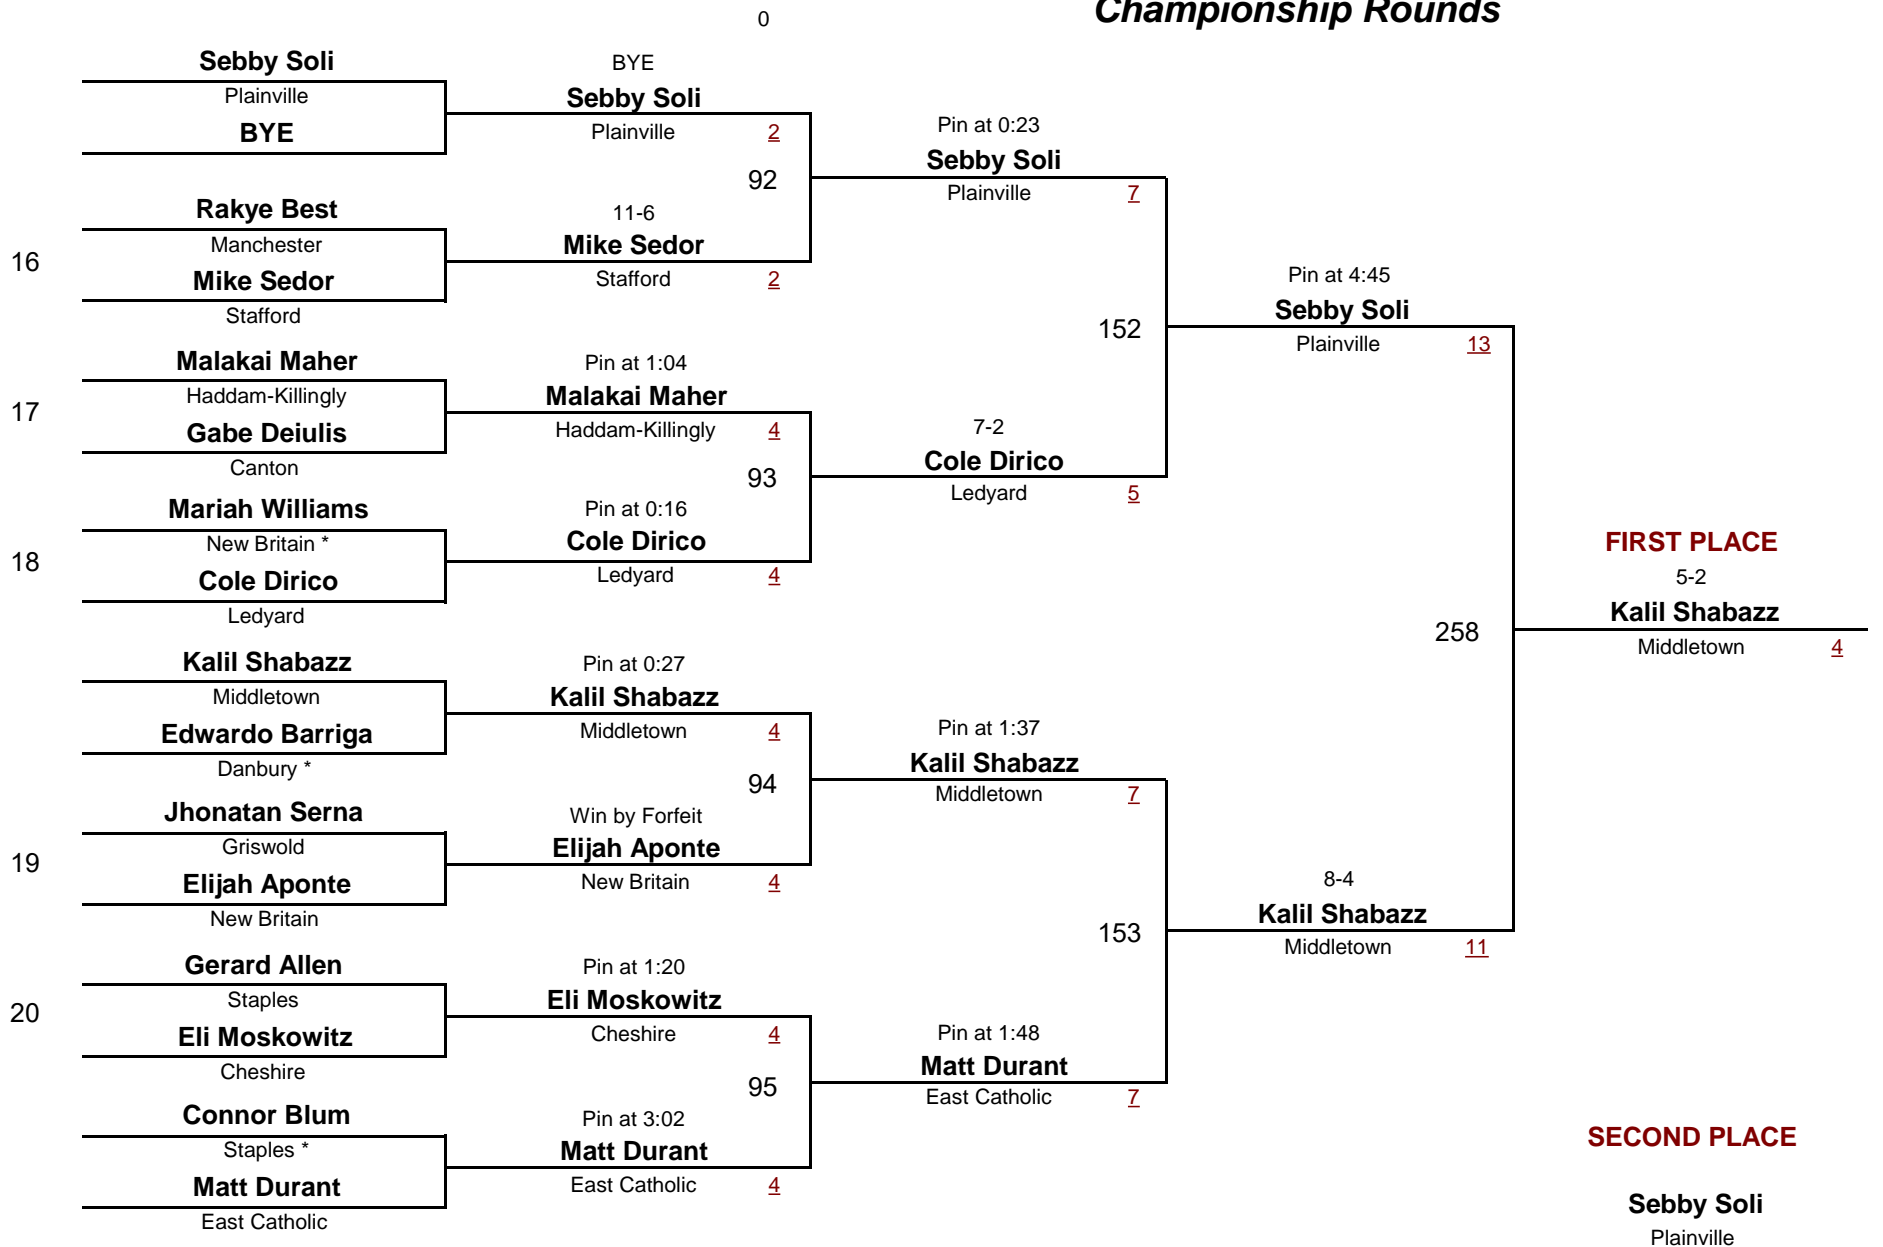 Championship Rounds
0
Sebby Soli
Plainville
BYE
16
Rakye Best
Manchester
Mike Sedor
Stafford
17
Malakai Maher
Haddam-Killingly
Gabe Deiulis
Canton
18
Mariah Williams
New Britain *
Cole Dirico
Ledyard
Kalil Shabazz
Middletown
Edwardo Barriga
Danbury *
19
Jhonatan Serna
Griswold
Elijah Aponte
New Britain
20
Gerard Allen
Staples
Eli Moskowitz
Cheshire
Connor Blum
Staples *
Matt Durant
East Catholic
BYE
Sebby Soli
Plainville 2
92
11-6
Mike Sedor
Stafford 2
Pin at 1:04
Malakai Maher
Haddam-Killingly 4
93
Pin at 0:16
Cole Dirico
Ledyard 4
Pin at 0:27
Kalil Shabazz
Middletown 4
94
Win by Forfeit
Elijah Aponte
New Britain 4
Pin at 1:20
Eli Moskowitz
Cheshire 4
95
Pin at 3:02
Matt Durant
East Catholic 4
Pin at 0:23
Sebby Soli
Plainville 7
152
7-2
Cole Dirico
Ledyard 5
Pin at 1:37
Kalil Shabazz
Middletown 7
153
Pin at 1:48
Matt Durant
East Catholic 7
Pin at 4:45
Sebby Soli
Plainville 13
258
8-4
Kalil Shabazz
Middletown 11
FIRST PLACE
5-2
Kalil Shabazz
Middletown 4
SECOND PLACE
Sebby Soli
Plainville